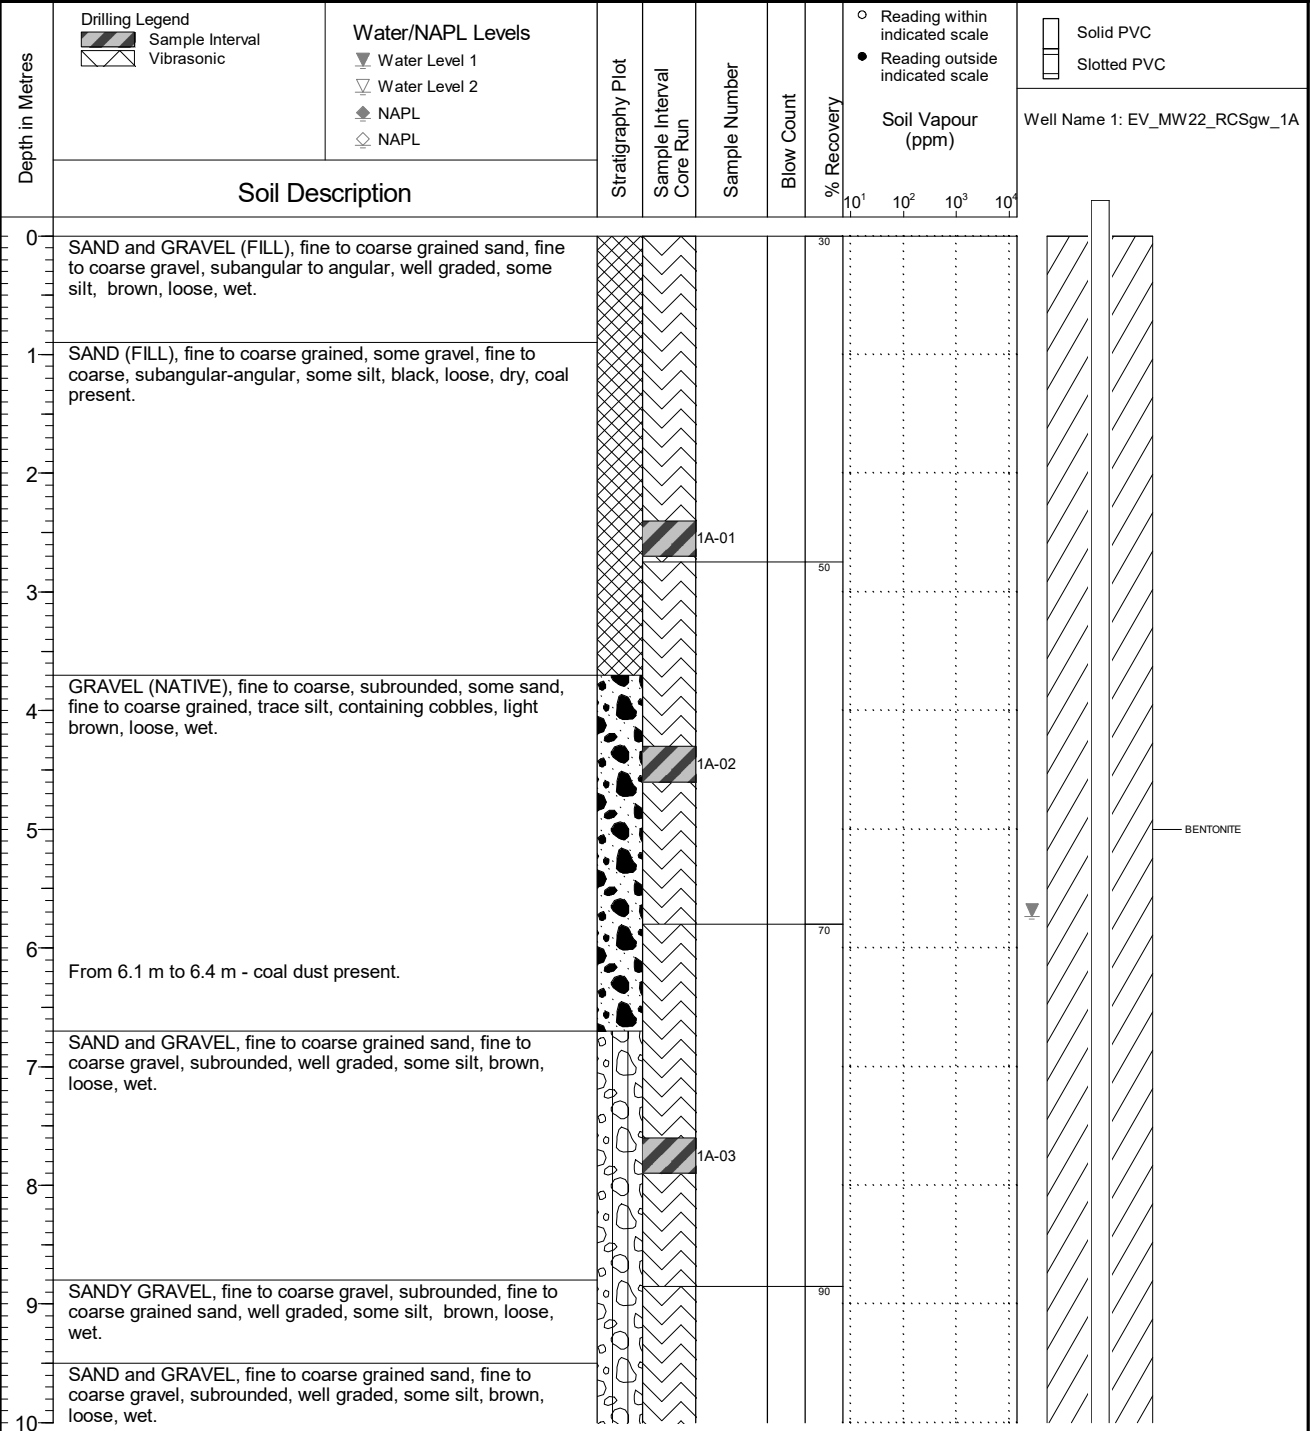 Drilling Legend
Sample Interval
Vibrasonic
Water/NAPL Levels
Water Level 1
Water Level 2
NAPL
NAPL
Depth in Metres
Soil Description
Stratigraphy Plot
Sample Interval
Core Run
Sample Number
Blow Count
% Recovery
Reading within
indicated scale
Reading outside
indicated scale
Soil Vapour
(ppm)
10¹ 10² 10³ 10⁴
Solid PVC
Slotted PVC
Well Name 1: EV_MW22_RCSgw_1A
0
SAND and GRAVEL (FILL), fine to coarse grained sand, fine
to coarse gravel, subangular to angular, well graded, some
silt, brown, loose, wet.
30
1
SAND (FILL), fine to coarse grained, some gravel, fine to
coarse, subangular-angular, some silt, black, loose, dry, coal
present.
2
1A-01
50
3
GRAVEL (NATIVE), fine to coarse, subrounded, some sand,
fine to coarse grained, trace silt, containing cobbles, light
brown, loose, wet.
4
1A-02
5
BENTONITE
70
6
From 6.1 m to 6.4 m - coal dust present.
SAND and GRAVEL, fine to coarse grained sand, fine to
coarse gravel, subrounded, well graded, some silt, brown,
loose, wet.
7
1A-03
8
SANDY GRAVEL, fine to coarse gravel, subrounded, fine to
coarse grained sand, well graded, some silt, brown, loose,
wet.
90
9
SAND and GRAVEL, fine to coarse grained sand, fine to
coarse gravel, subrounded, well graded, some silt, brown,
loose, wet.
10